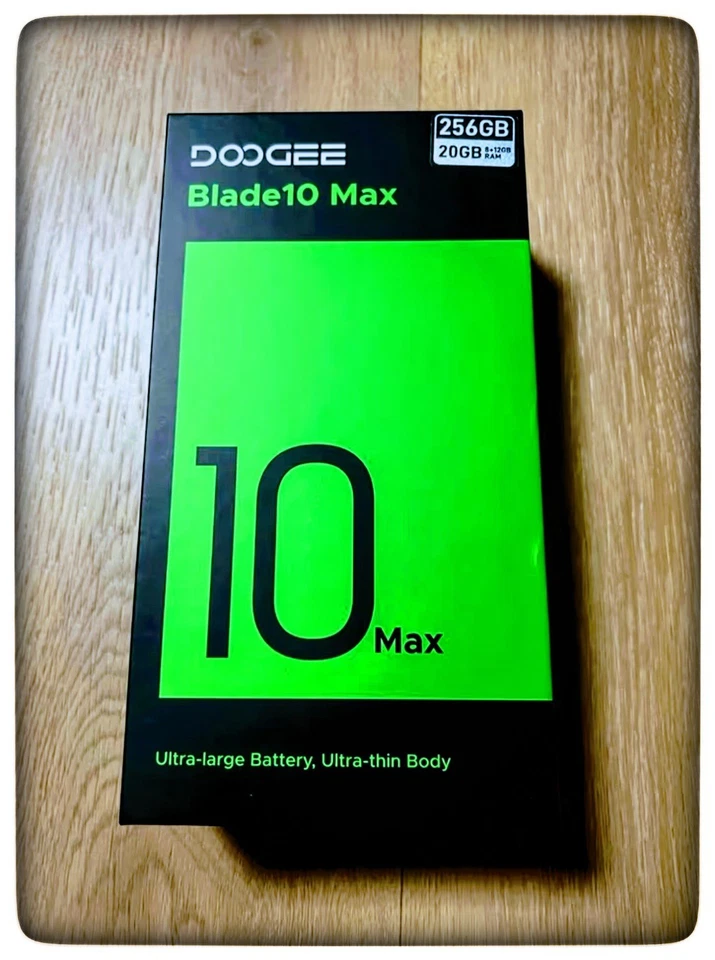 DOOGEE
Blade10 Max
256GB
20GB 8+12GB RAM
10 Max
Ultra-large Battery, Ultra-thin Body